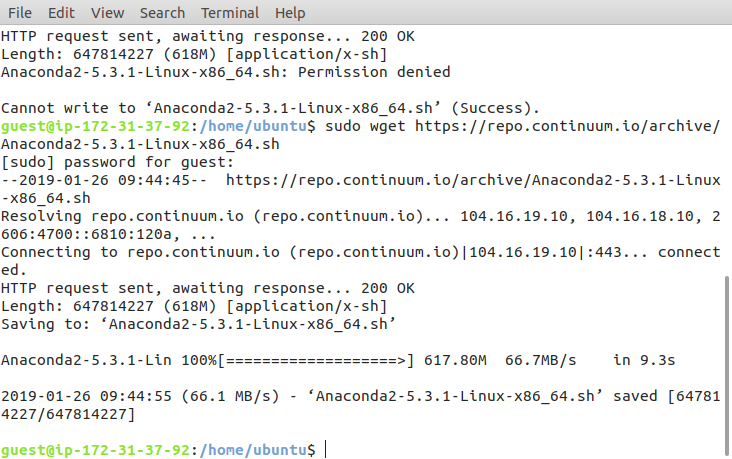 File Edit View Search Terminal Help
HTTP request sent, awaiting response... 200 OK
Length: 647814227 (618M) [application/x-sh]
Anaconda2-5.3.1-Linux-x86_64.sh: Permission denied
Cannot write to ‘Anaconda2-5.3.1-Linux-x86_64.sh’ (Success).
guest@ip-172-31-37-92:/home/ubuntu$ sudo wget https://repo.continuum.io/archive/
Anaconda2-5.3.1-Linux-x86_64.sh
[sudo] password for guest:
--2019-01-26 09:44:45--  https://repo.continuum.io/archive/Anaconda2-5.3.1-Linux
-x86_64.sh
Resolving repo.continuum.io (repo.continuum.io)... 104.16.19.10, 104.16.18.10, 2
606:4700::6810:120a, ...
Connecting to repo.continuum.io (repo.continuum.io)|104.16.19.10|:443... connect
ed.
HTTP request sent, awaiting response... 200 OK
Length: 647814227 (618M) [application/x-sh]
Saving to: ‘Anaconda2-5.3.1-Linux-x86_64.sh’
Anaconda2-5.3.1-Lin 100%[===================>] 617.80M  66.7MB/s    in 9.3s
2019-01-26 09:44:55 (66.1 MB/s) - ‘Anaconda2-5.3.1-Linux-x86_64.sh’ saved [64781
4227/647814227]
guest@ip-172-31-37-92:/home/ubuntu$